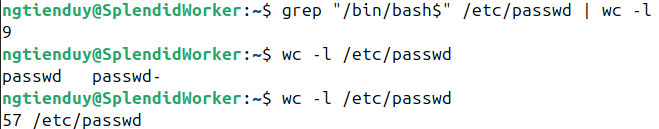 ngtienduy@SplendidWorker:~$ grep "/bin/bash$" /etc/passwd | wc -l
9
ngtienduy@SplendidWorker:~$ wc -l /etc/passwd
passwd   passwd-
ngtienduy@SplendidWorker:~$ wc -l /etc/passwd
57 /etc/passwd